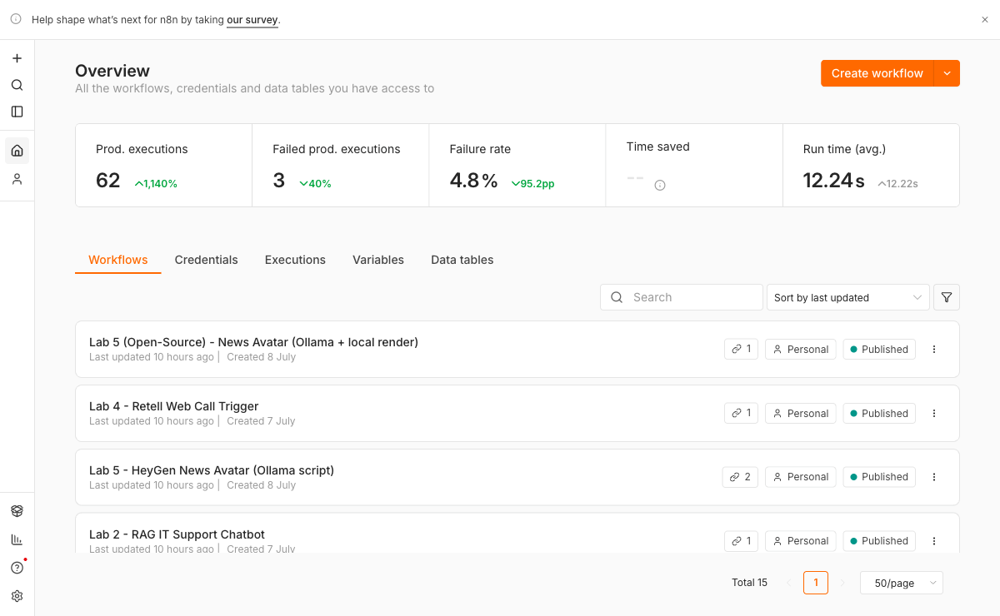 Help shape what's next for n8n by taking our survey.
Overview
All the workflows, credentials and data tables you have access to
Create workflow
Prod. executions
62 1,140%
Failed prod. executions
3 40%
Failure rate
4.8% 95.2pp
Time saved
--
Run time (avg.)
12.24s 12.22s
Workflows Credentials Executions Variables Data tables
Search
Sort by last updated
Lab 5 (Open-Source) - News Avatar (Ollama + local render)
Last updated 10 hours ago | Created 8 July
1 Personal Published
Lab 4 - Retell Web Call Trigger
Last updated 10 hours ago | Created 7 July
1 Personal Published
Lab 5 - HeyGen News Avatar (Ollama script)
Last updated 10 hours ago | Created 8 July
2 Personal Published
Lab 2 - RAG IT Support Chatbot
Last updated 10 hours ago | Created 7 July
1 Personal Published
Total 15 1 50/page